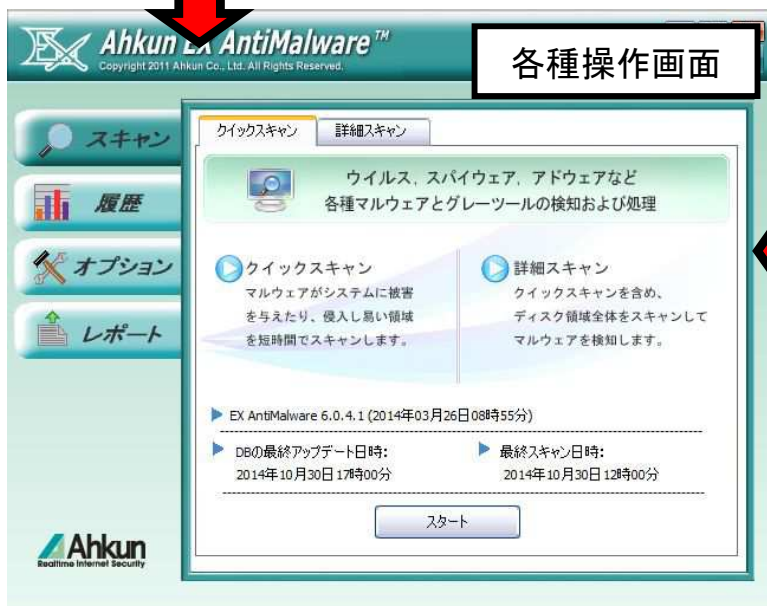 Ahkun EX AntiMalware™
Copyright 2011 Ahkun Co., Ltd. All Rights Reserved.
各種操作画面
スキャン
履歴
オプション
レポート
クイックスキャン
詳細スキャン
ウイルス, スパイウェア, アドウェアなど
各種マルウェアとグレーツールの検知および処理
クイックスキャン
マルウェアがシステムに被害
を与えたり、侵入し易い領域
を短時間でスキャンします。
詳細スキャン
クイックスキャンを含め、
ディスク領域全体をスキャンして
マルウェアを検知します。
EX AntiMalware 6.0.4.1 (2014年03月26日08時55分)
DBの最終アップデート日時:
2014年10月30日17時00分
最終スキャン日時:
2014年10月30日12時00分
スタート
Ahkun
Realtime Internet Security